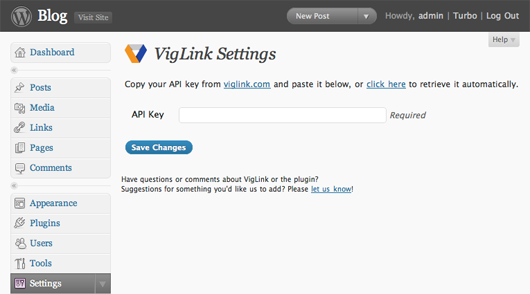 Blog Visit Site New Post Howdy, admin | Turbo | Log Out
Help
Dashboard
Posts
Media
Links
Pages
Comments
Appearance
Plugins
Users
Tools
Settings
VigLink Settings
Copy your API key from viglink.com and paste it below, or click here to retrieve it automatically.
API Key Required
Save Changes
Have questions or comments about VigLink or the plugin?
Suggestions for something you'd like us to add? Please let us know!